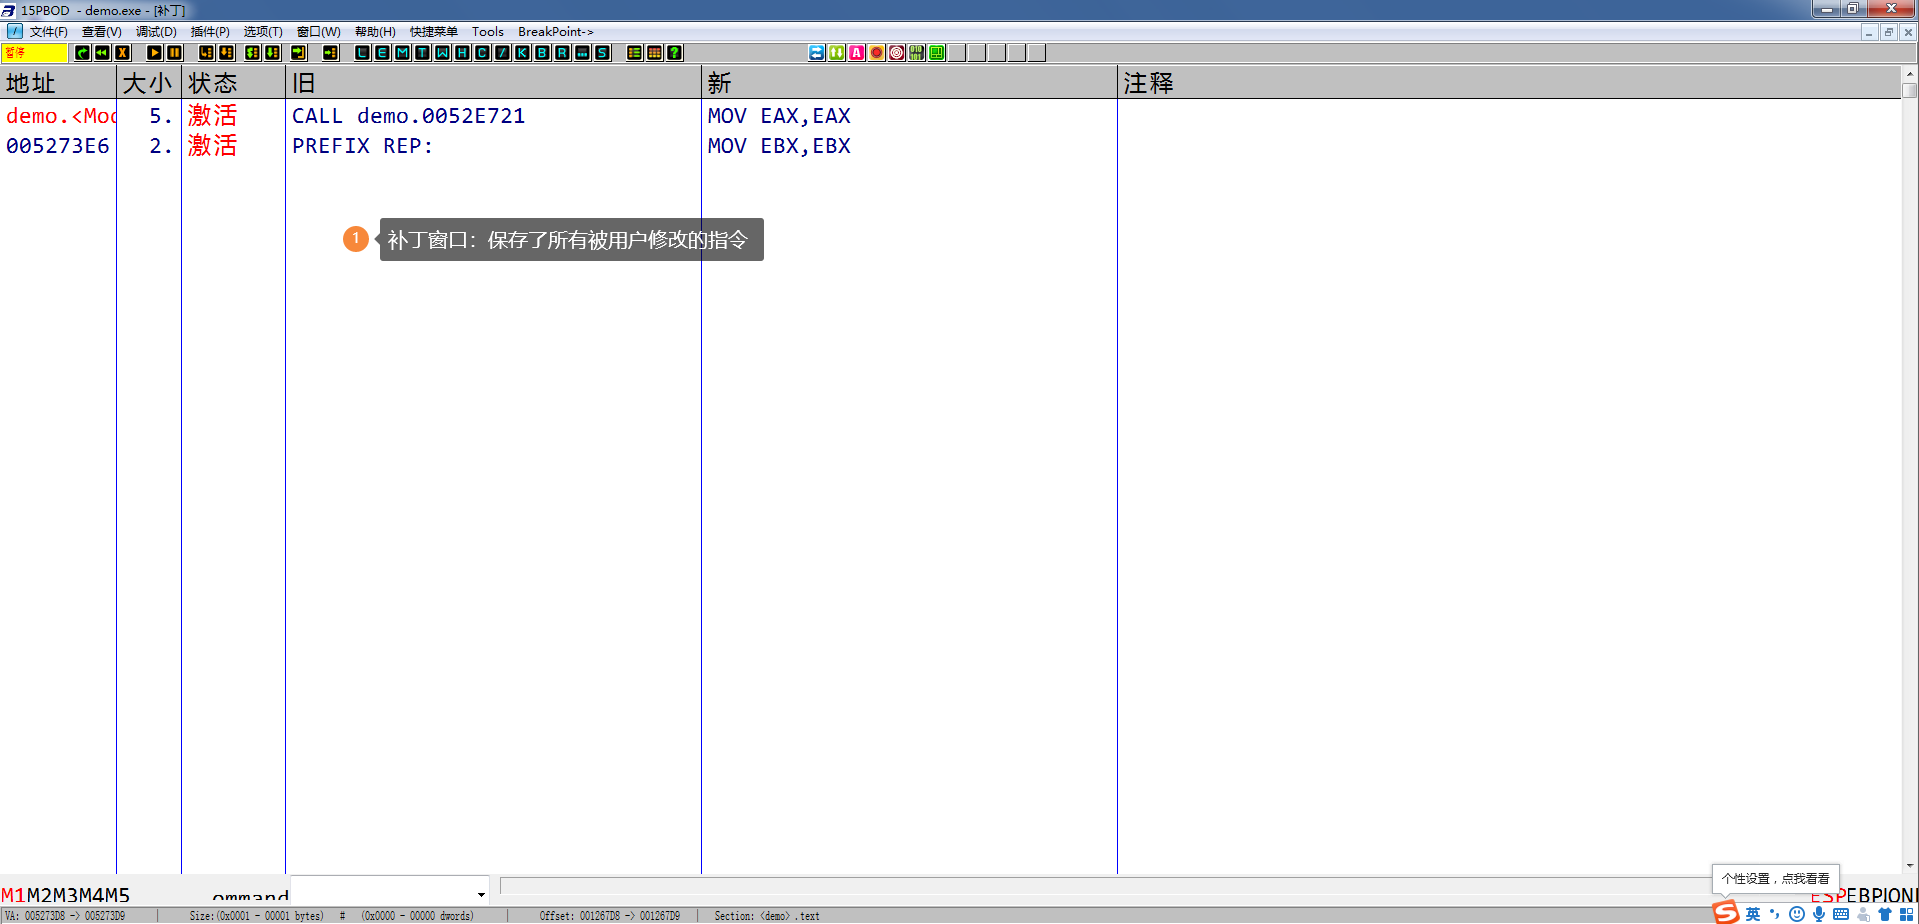 15PBOD - demo.exe - [补丁]
文件(F) 查看(V) 调试(D) 插件(P) 选项(T) 窗口(W) 帮助(H) 快捷菜单 Tools BreakPoint->
暂停 L E M T W H C / K B R ... S ? A
地址 大小 状态 旧 新 注释
demo.<Moc 5. 激活 CALL demo.0052E721 MOV EAX,EAX
005273E6 2. 激活 PREFIX REP: MOV EBX,EBX
1 补丁窗口：保存了所有被用户修改的指令
个性设置，点我看看
M1M2M3M4M5 ommand ESPEBPION
VA: 005273D8 -> 005273D9 Size:(0x0001 - 00001 bytes) # (0x0000 - 00000 dwords) Offset: 001267D8 -> 001267D9 Section: <demo> .text
英